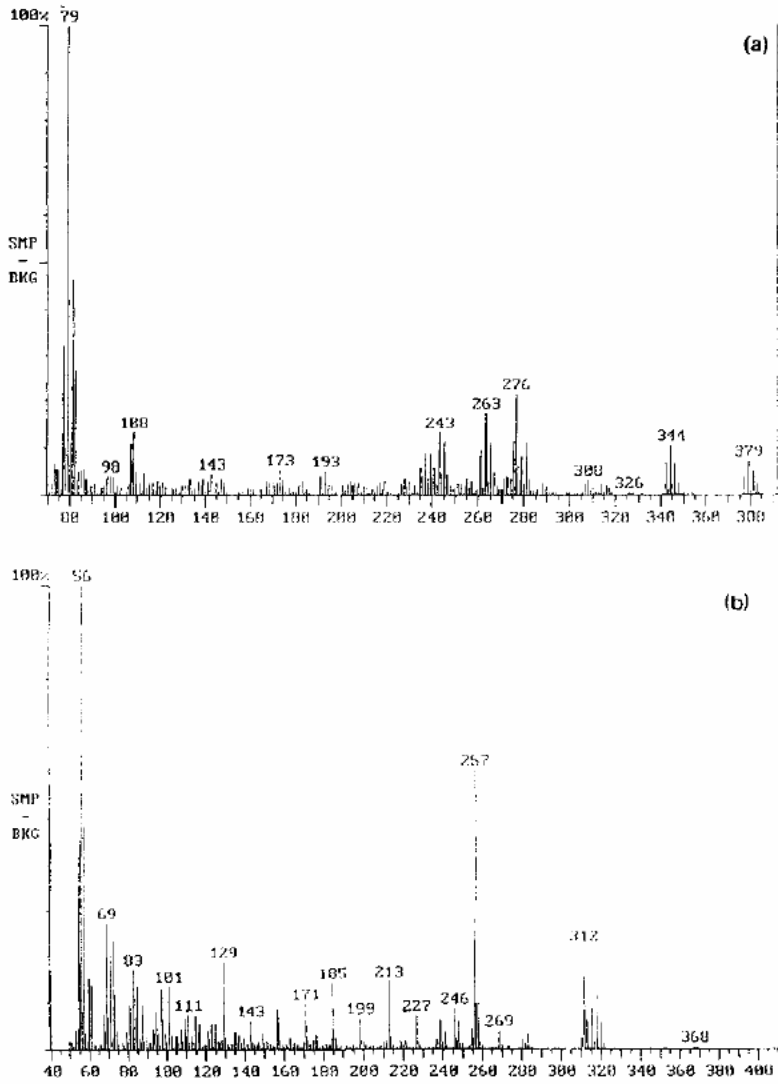 100% 79
(a)
SMP
—
BKG
98 108 143 173 193 243 263 276 308 326 344 379
80 100 120 140 160 180 200 220 240 260 280 300 320 340 360 380
100% 56
(b)
SMP
—
BKG
69 83 101 111 129 143 171 185 199 213 227 246 257 269 312 368
40 60 80 100 120 140 160 180 200 220 240 260 280 300 320 340 360 380 400